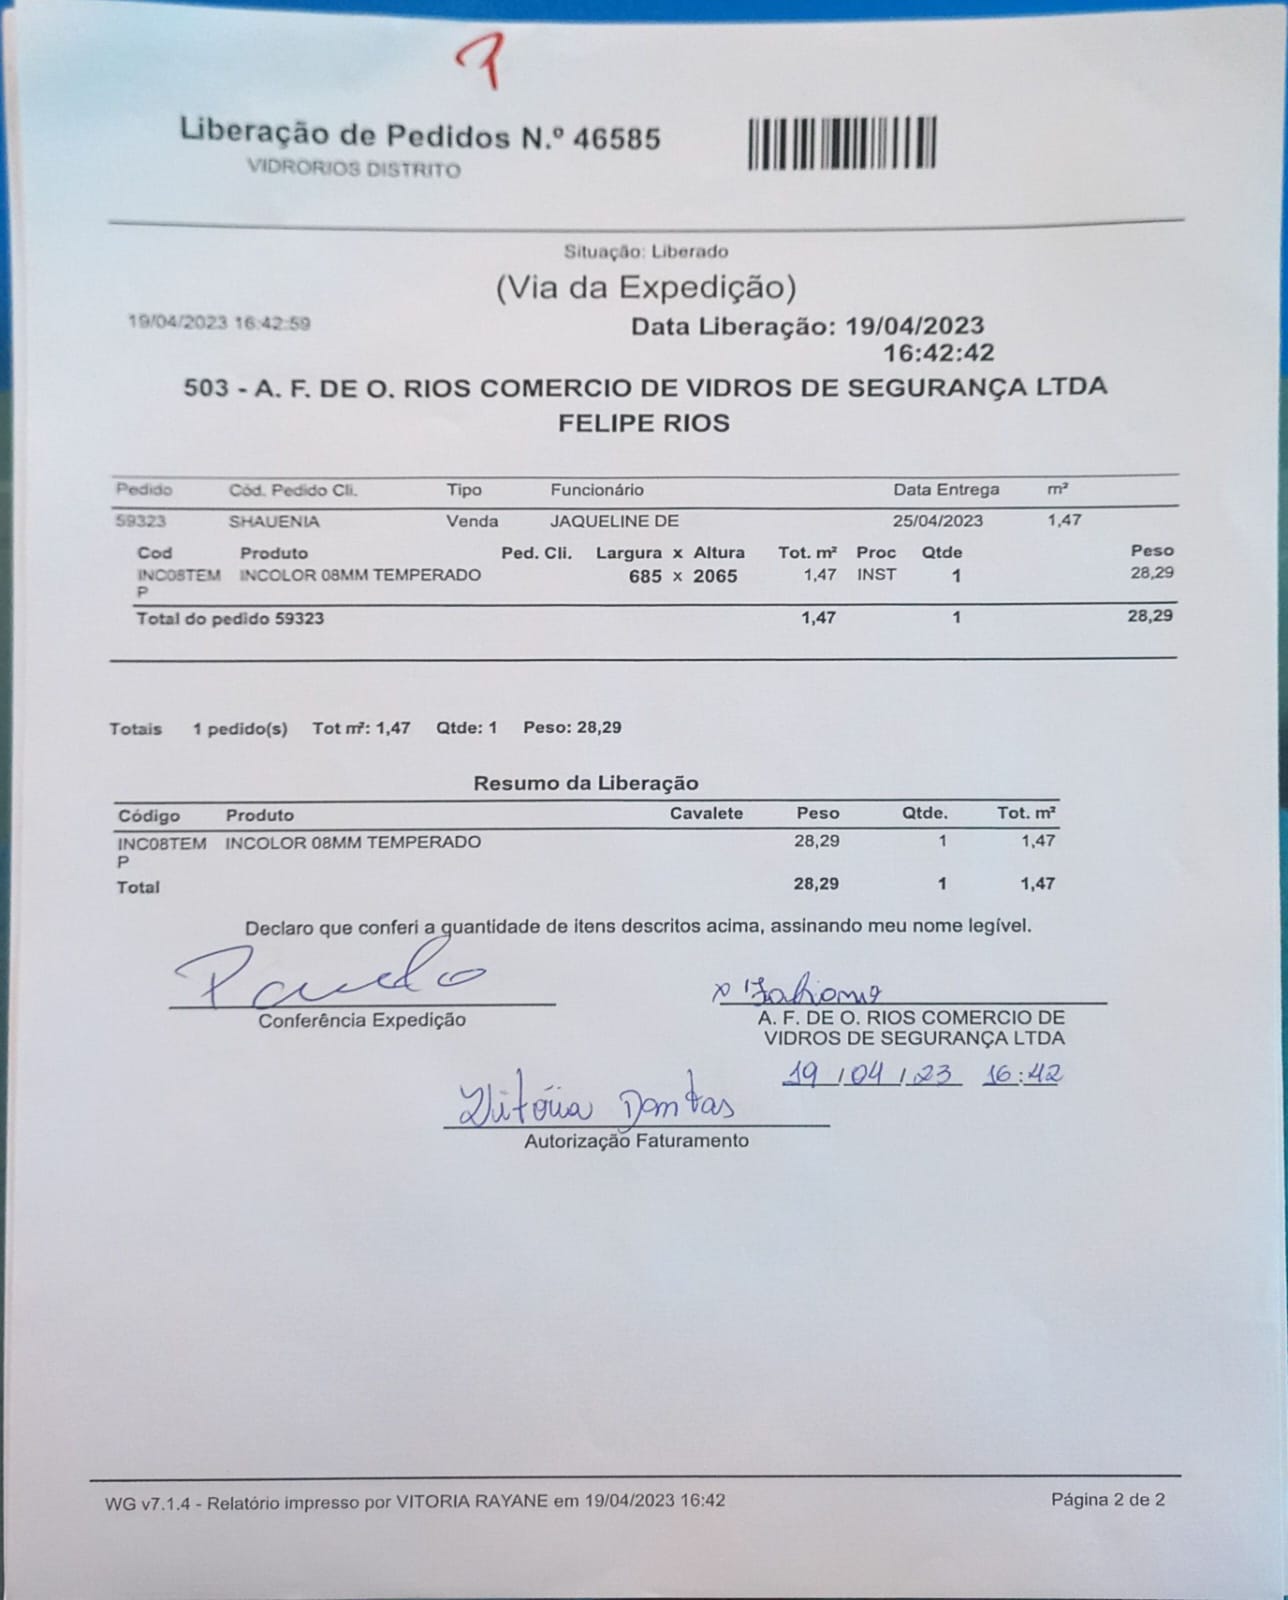 Liberação de Pedidos N.º 46585
VIDRORIOS DISTRITO
Situação: Liberado
(Via da Expedição)
19/04/2023 16:42:59
Data Liberação: 19/04/2023
16:42:42
503 - A. F. DE O. RIOS COMERCIO DE VIDROS DE SEGURANÇA LTDA
FELIPE RIOS
Pedido Cód. Pedido Cli. Tipo Funcionário Data Entrega m²
59323 SHAUENIA Venda JAQUELINE DE 25/04/2023 1,47
Cod Produto Ped. Cli. Largura x Altura Tot. m² Proc Qtde Peso
INC08TEM INCOLOR 08MM TEMPERADO 685 x 2065 1,47 INST 1 28,29
P
Total do pedido 59323 1,47 1 28,29
Totais 1 pedido(s) Tot m²: 1,47 Qtde: 1 Peso: 28,29
Resumo da Liberação
Código Produto Cavalete Peso Qtde. Tot. m²
INC08TEM INCOLOR 08MM TEMPERADO 28,29 1 1,47
P
Total 28,29 1 1,47
Declaro que conferi a quantidade de itens descritos acima, assinando meu nome legível.
Conferência Expedição
A. F. DE O. RIOS COMERCIO DE
VIDROS DE SEGURANÇA LTDA
19/04/23 16:42
Vitória Dantas
Autorização Faturamento
WG v7.1.4 - Relatório impresso por VITORIA RAYANE em 19/04/2023 16:42
Página 2 de 2